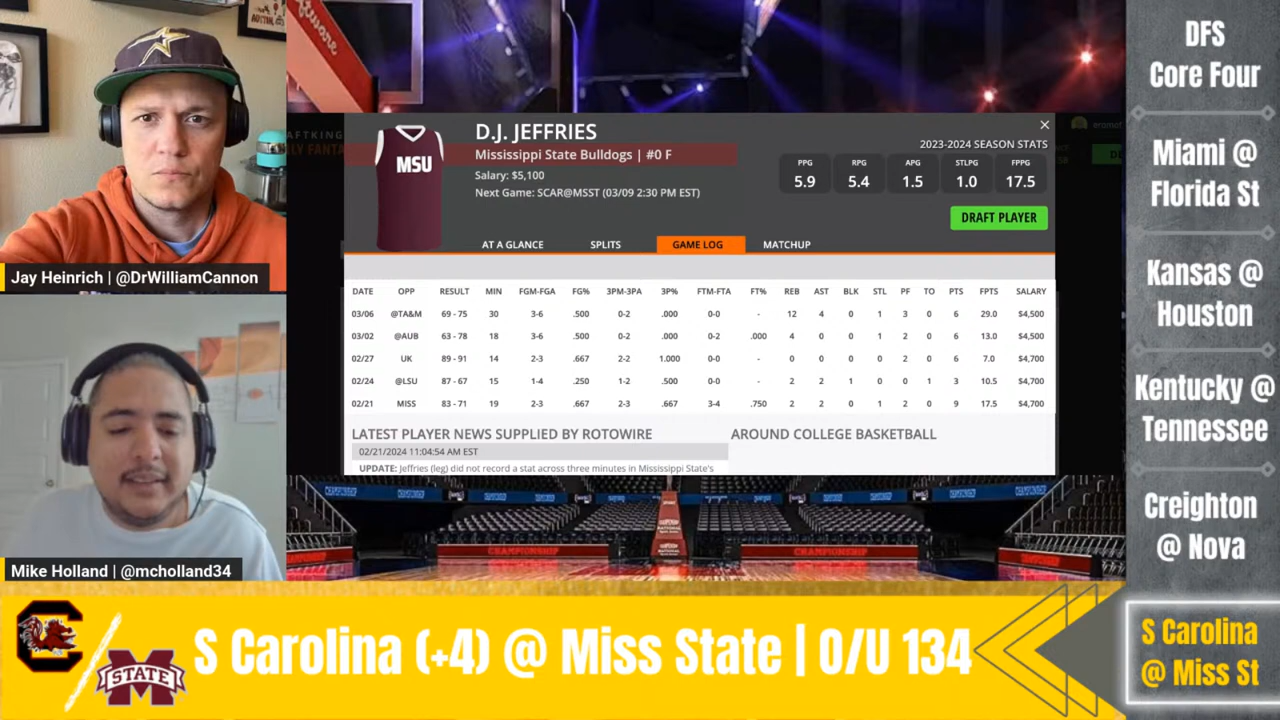 DFS
Core Four
Miami @
Florida St
Kansas @
Houston
Kentucky @
Tennessee
Creighton
@ Nova
S Carolina
@ Miss St
Jay Heinrich | @DrWilliamCannon
Mike Holland | @mcholland34
D.J. JEFFRIES
Mississippi State Bulldogs | #0 F
Salary: $5,100
Next Game: SCAR@MSST (03/09 2:30 PM EST)
MSU
2023-2024 SEASON STATS
PPG RPG APG STLPG FPPG
5.9 5.4 1.5 1.0 17.5
DRAFT PLAYER
AT A GLANCE SPLITS GAME LOG MATCHUP
DATE OPP RESULT MIN FGM-FGA FG% 3PM-3PA 3P% FTM-FTA FT% REB AST BLK STL PF TO PTS FPTS SALARY
03/06 @TA&M 69 - 75 30 3-6 .500 0-2 .000 0-0 - 12 4 0 1 3 0 6 29.0 $4,500
03/02 @AUB 63 - 78 18 3-6 .500 0-2 .000 0-2 .000 4 0 0 1 2 0 6 13.0 $4,500
02/27 UK 89 - 91 14 2-3 .667 2-2 1.000 0-0 - 0 0 0 0 2 0 6 7.0 $4,700
02/24 @LSU 87 - 67 15 1-4 .250 1-2 .500 0-0 - 2 2 1 0 0 1 3 10.5 $4,700
02/21 MISS 83 - 71 19 2-3 .667 2-3 .667 3-4 .750 2 2 0 1 2 0 9 17.5 $4,700
LATEST PLAYER NEWS SUPPLIED BY ROTOWIRE
AROUND COLLEGE BASKETBALL
02/21/2024 11:04:54 AM EST
UPDATE: Jeffries (leg) did not record a stat across three minutes in Mississippi State's
CHAMPIONSHIP
CHAMPIONSHIP
STATE
S Carolina (+4) @ Miss State | O/U 134